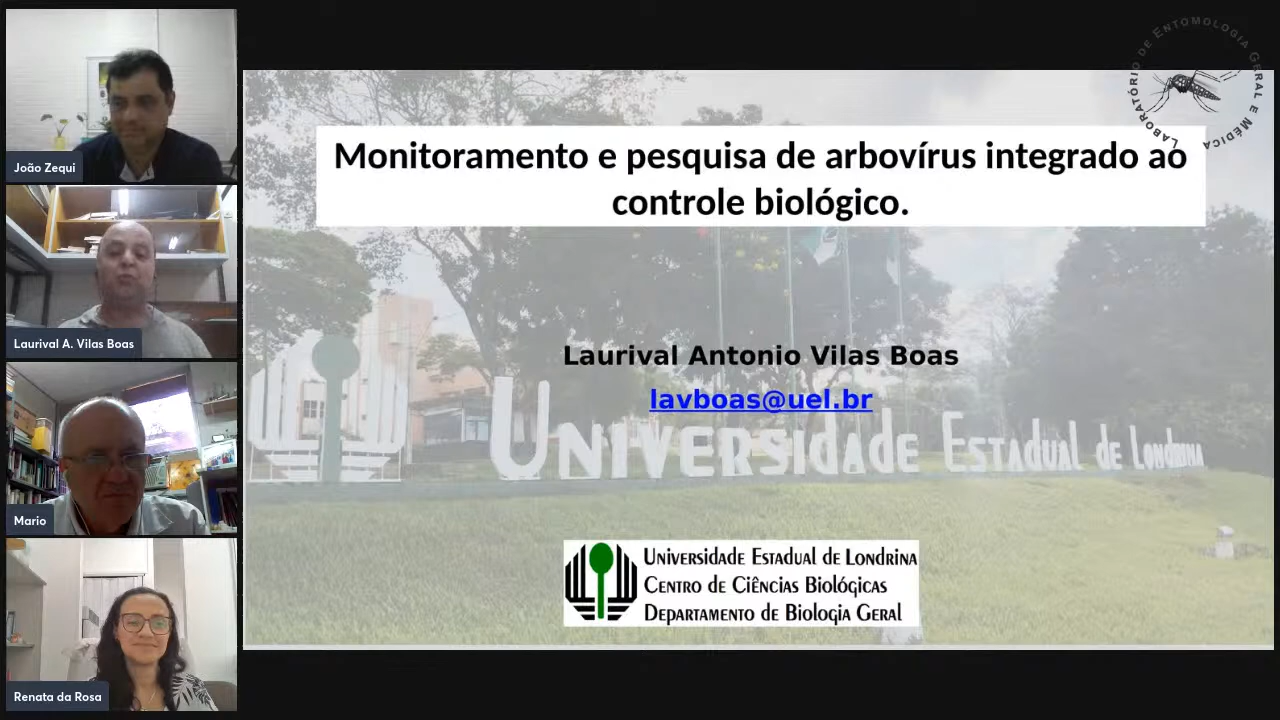 João Zequi
Laurival A. Vilas Boas
Mario
Renata da Rosa
LABORATÓRIO DE ENTOMOLOGIA GERAL E MÉDICA
Monitoramento e pesquisa de arbovírus integrado ao
controle biológico.
Laurival Antonio Vilas Boas
lavboas@uel.br
UNIVERSIDADE ESTADUAL DE LONDRINA
UNIVERSIDADE ESTADUAL DE LONDRINA
CENTRO DE CIÊNCIAS BIOLÓGICAS
DEPARTAMENTO DE BIOLOGIA GERAL